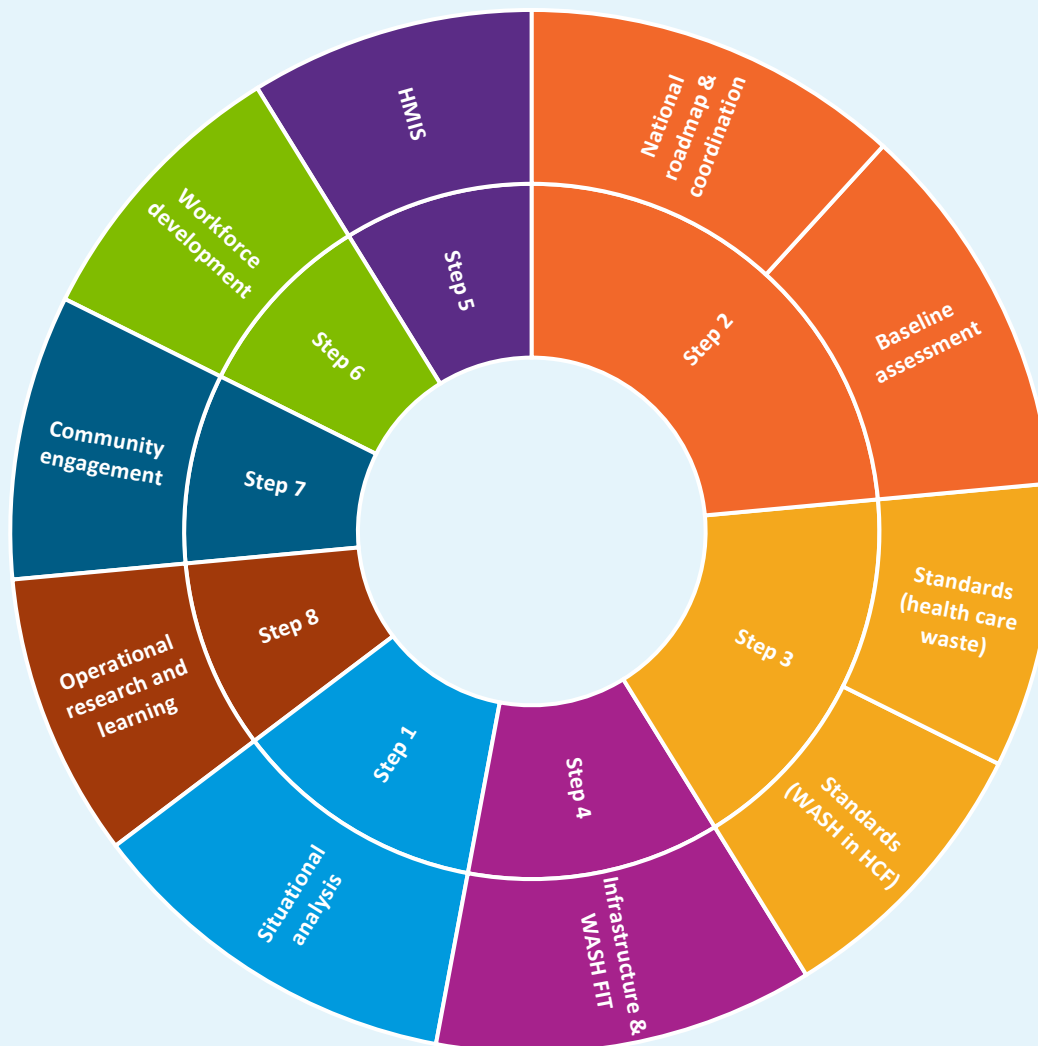 National
roadmap &
coordination
Baseline
assessment
Step 2
Standards
(health care
waste)
Standards
(WASH in HCF)
Step 3
Infrastructure &
WASH FIT
Step 4
Situational
analysis
Step 1
Operational
research and
learning
Step 8
Community
engagement
Step 7
Workforce
development
Step 6
HMIS
Step 5